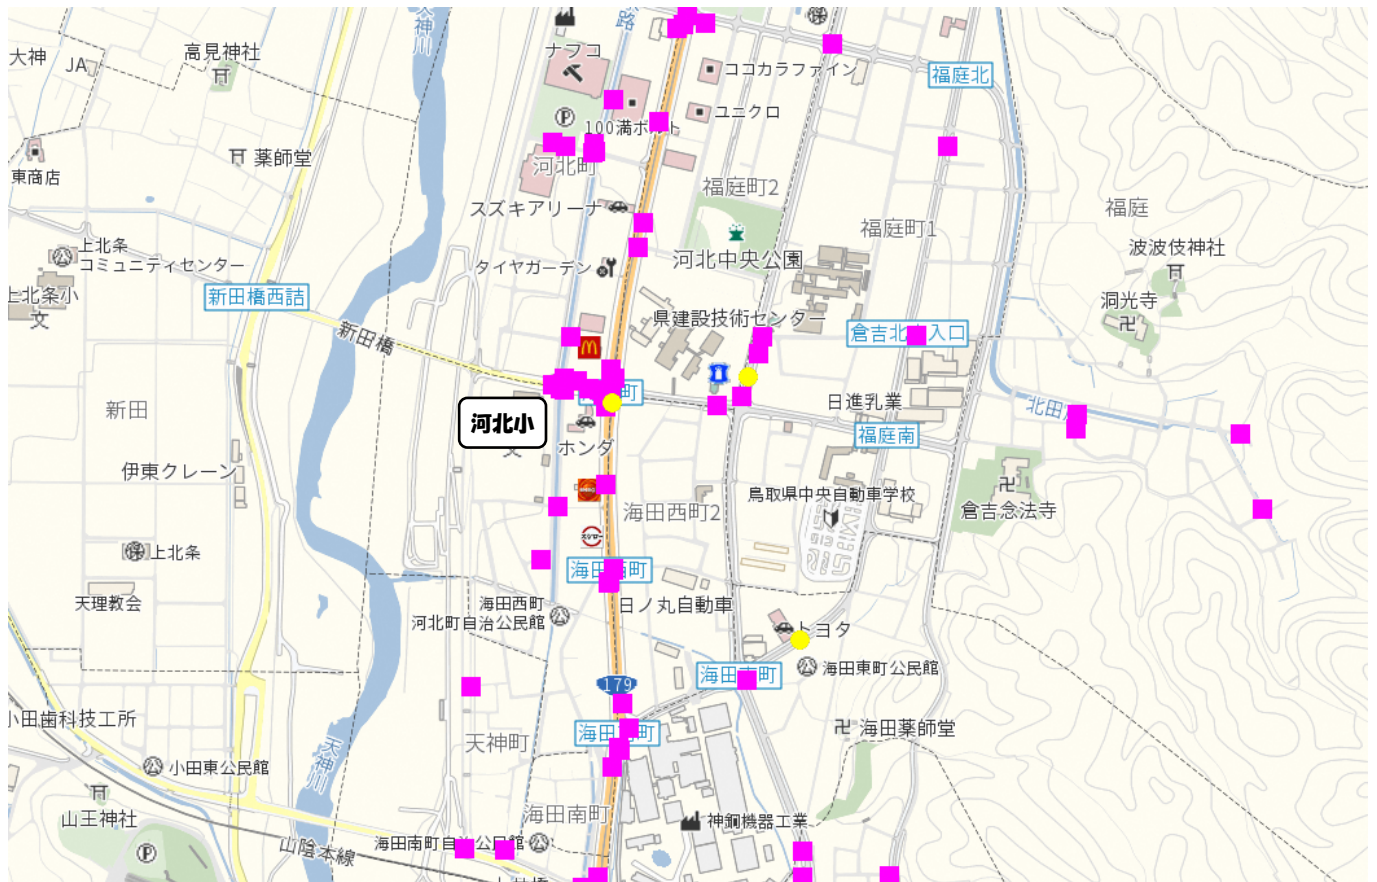 天神川
路
大神
高見神社
ナフコ
JA
ココカラファイン
福庭北
ユニクロ
100満ボルト
薬師堂
東商店
河北町
福庭町2
福庭
スズキアリーナ
福庭町1
上北条
コミュニティセンター
波波伎神社
河北中央公園
タイヤガーデン
新田橋西詰
上北条小
文
洞光寺
県建設技術センター
新田橋
入口
倉吉北
町
新田
日進乳業
北田
河北小
福庭南
ホンダ
伊東クレーン
鳥取県中央自動車学校
海田西町2
倉吉念法寺
スシロー
上北条
海田西町
天理教会
海田西町
河北町自治公民館
日ノ丸自動車
トヨタ
海田東町公民館
海田南町
179
小田歯科技工所
天神町
海田薬師堂
天神川
小田東公民館
山王神社
海田南町
神鋼機器工業
山陰本線
海田南町自治公民館